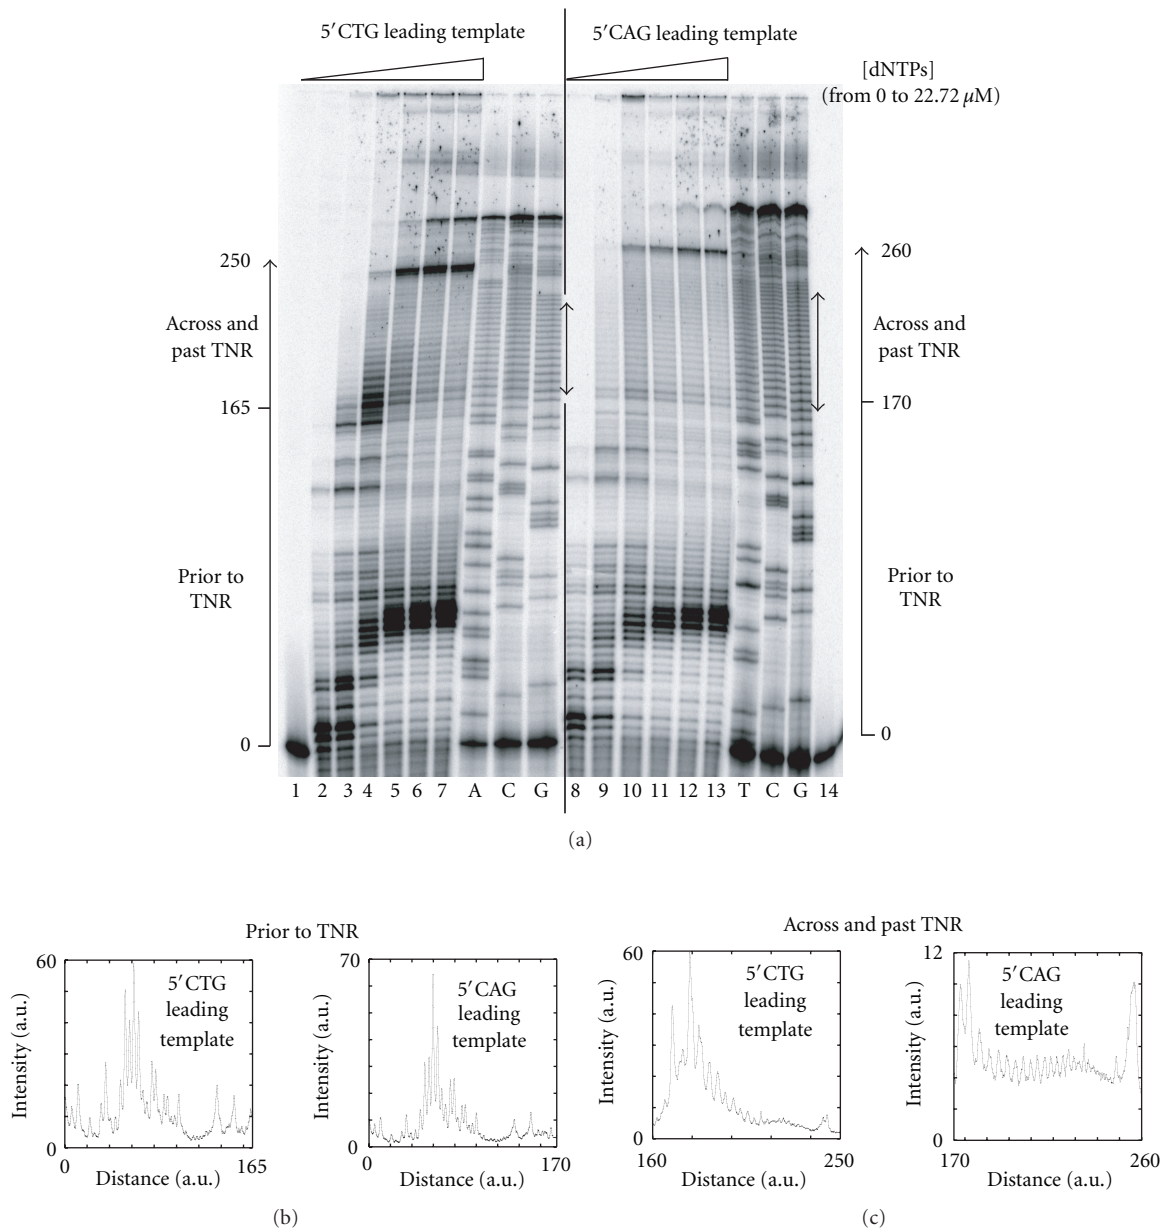 5′CTG leading template
5′CAG leading template
[dNTPs]
(from 0 to 22.72 μM)
250
Across and
past TNR
165
Prior to
TNR
0
260
Across and
past TNR
170
Prior to
TNR
0
1 2 3 4 5 6 7 A C G 8 9 10 11 12 13 T C G 14
(a)
Prior to TNR
60
Intensity (a.u.)
0
5′CTG
leading
template
0 165
Distance (a.u.)
70
Intensity (a.u.)
0
5′CAG
leading
template
0 170
Distance (a.u.)
(b)
Across and past TNR
60
Intensity (a.u.)
0
5′CTG
leading
template
160 250
Distance (a.u.)
12
Intensity (a.u.)
0
5′CAG
leading
template
170 260
Distance (a.u.)
(c)